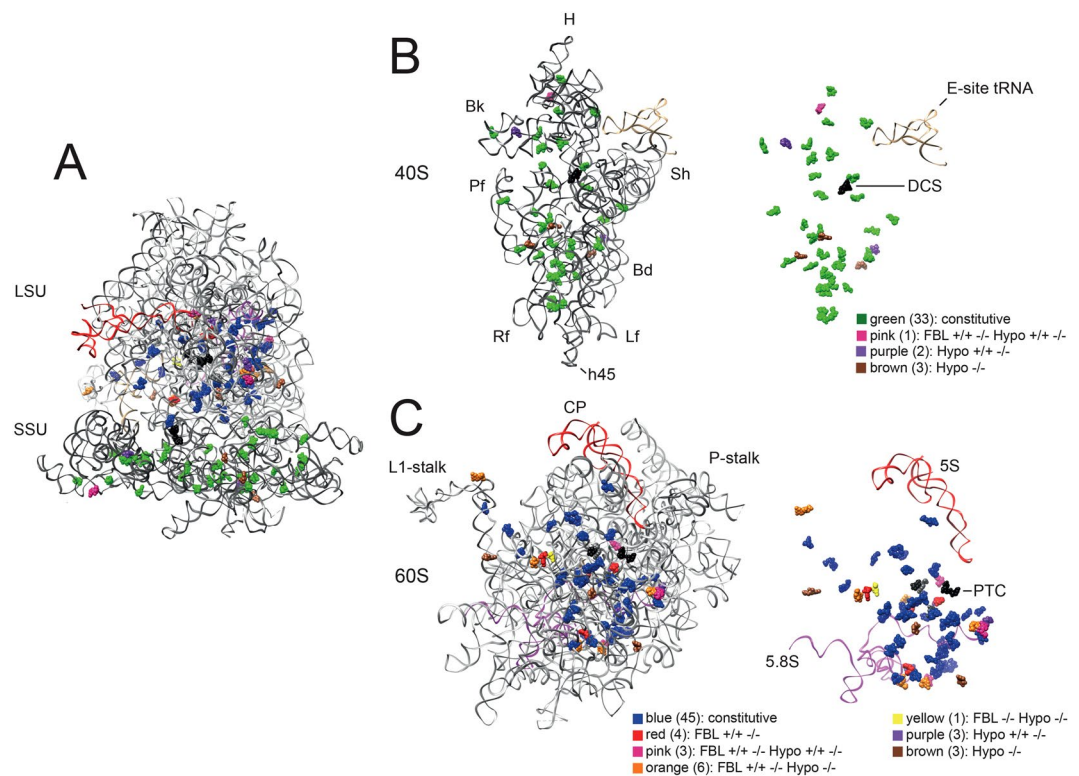 A
LSU
SSU
B
H
Bk
40S
Pf
Sh
Bd
Rf
Lf
h45
E-site tRNA
DCS
green (33): constitutive
pink (1): FBL +/+ -/- Hypo +/+ -/-
purple (2): Hypo +/+ -/-
brown (3): Hypo -/-
C
CP
L1-stalk
P-stalk
60S
5S
PTC
5.8S
blue (45): constitutive
red (4): FBL +/+ -/-
pink (3): FBL +/+ -/- Hypo +/+ -/-
orange (6): FBL +/+ -/- Hypo -/-
yellow (1): FBL -/- Hypo -/-
purple (3): Hypo +/+ -/-
brown (3): Hypo -/-